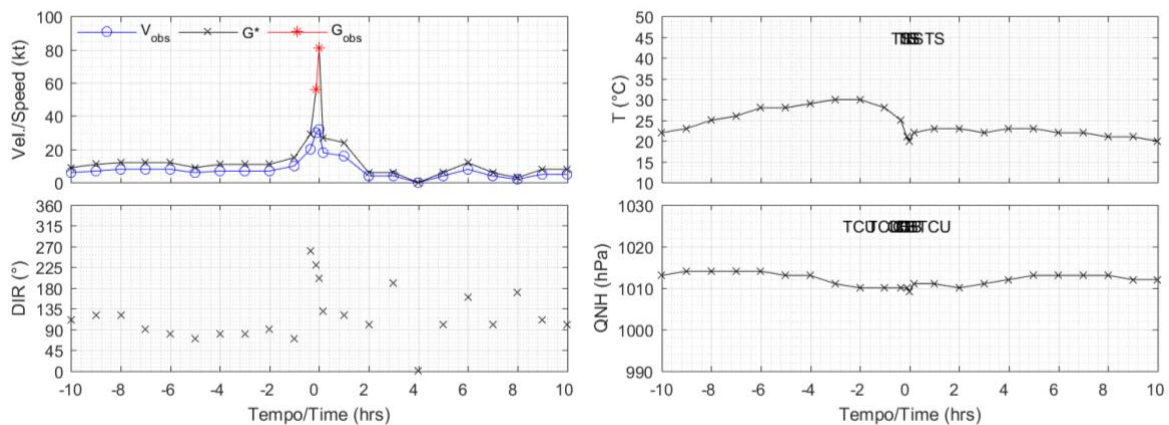 V_obs G* G_obs
Vel./Speed (kt)
100
80
60
40
20
0
DIR (°)
360
315
270
225
180
135
90
45
0
-10 -8 -6 -4 -2 0 2 4 6 8 10
Tempo/Time (hrs)
T (°C)
50
45
40
35
30
25
20
15
10
TS
QNH (hPa)
1030
1020
1010
1000
990
TCU TCU
-10 -8 -6 -4 -2 0 2 4 6 8 10
Tempo/Time (hrs)